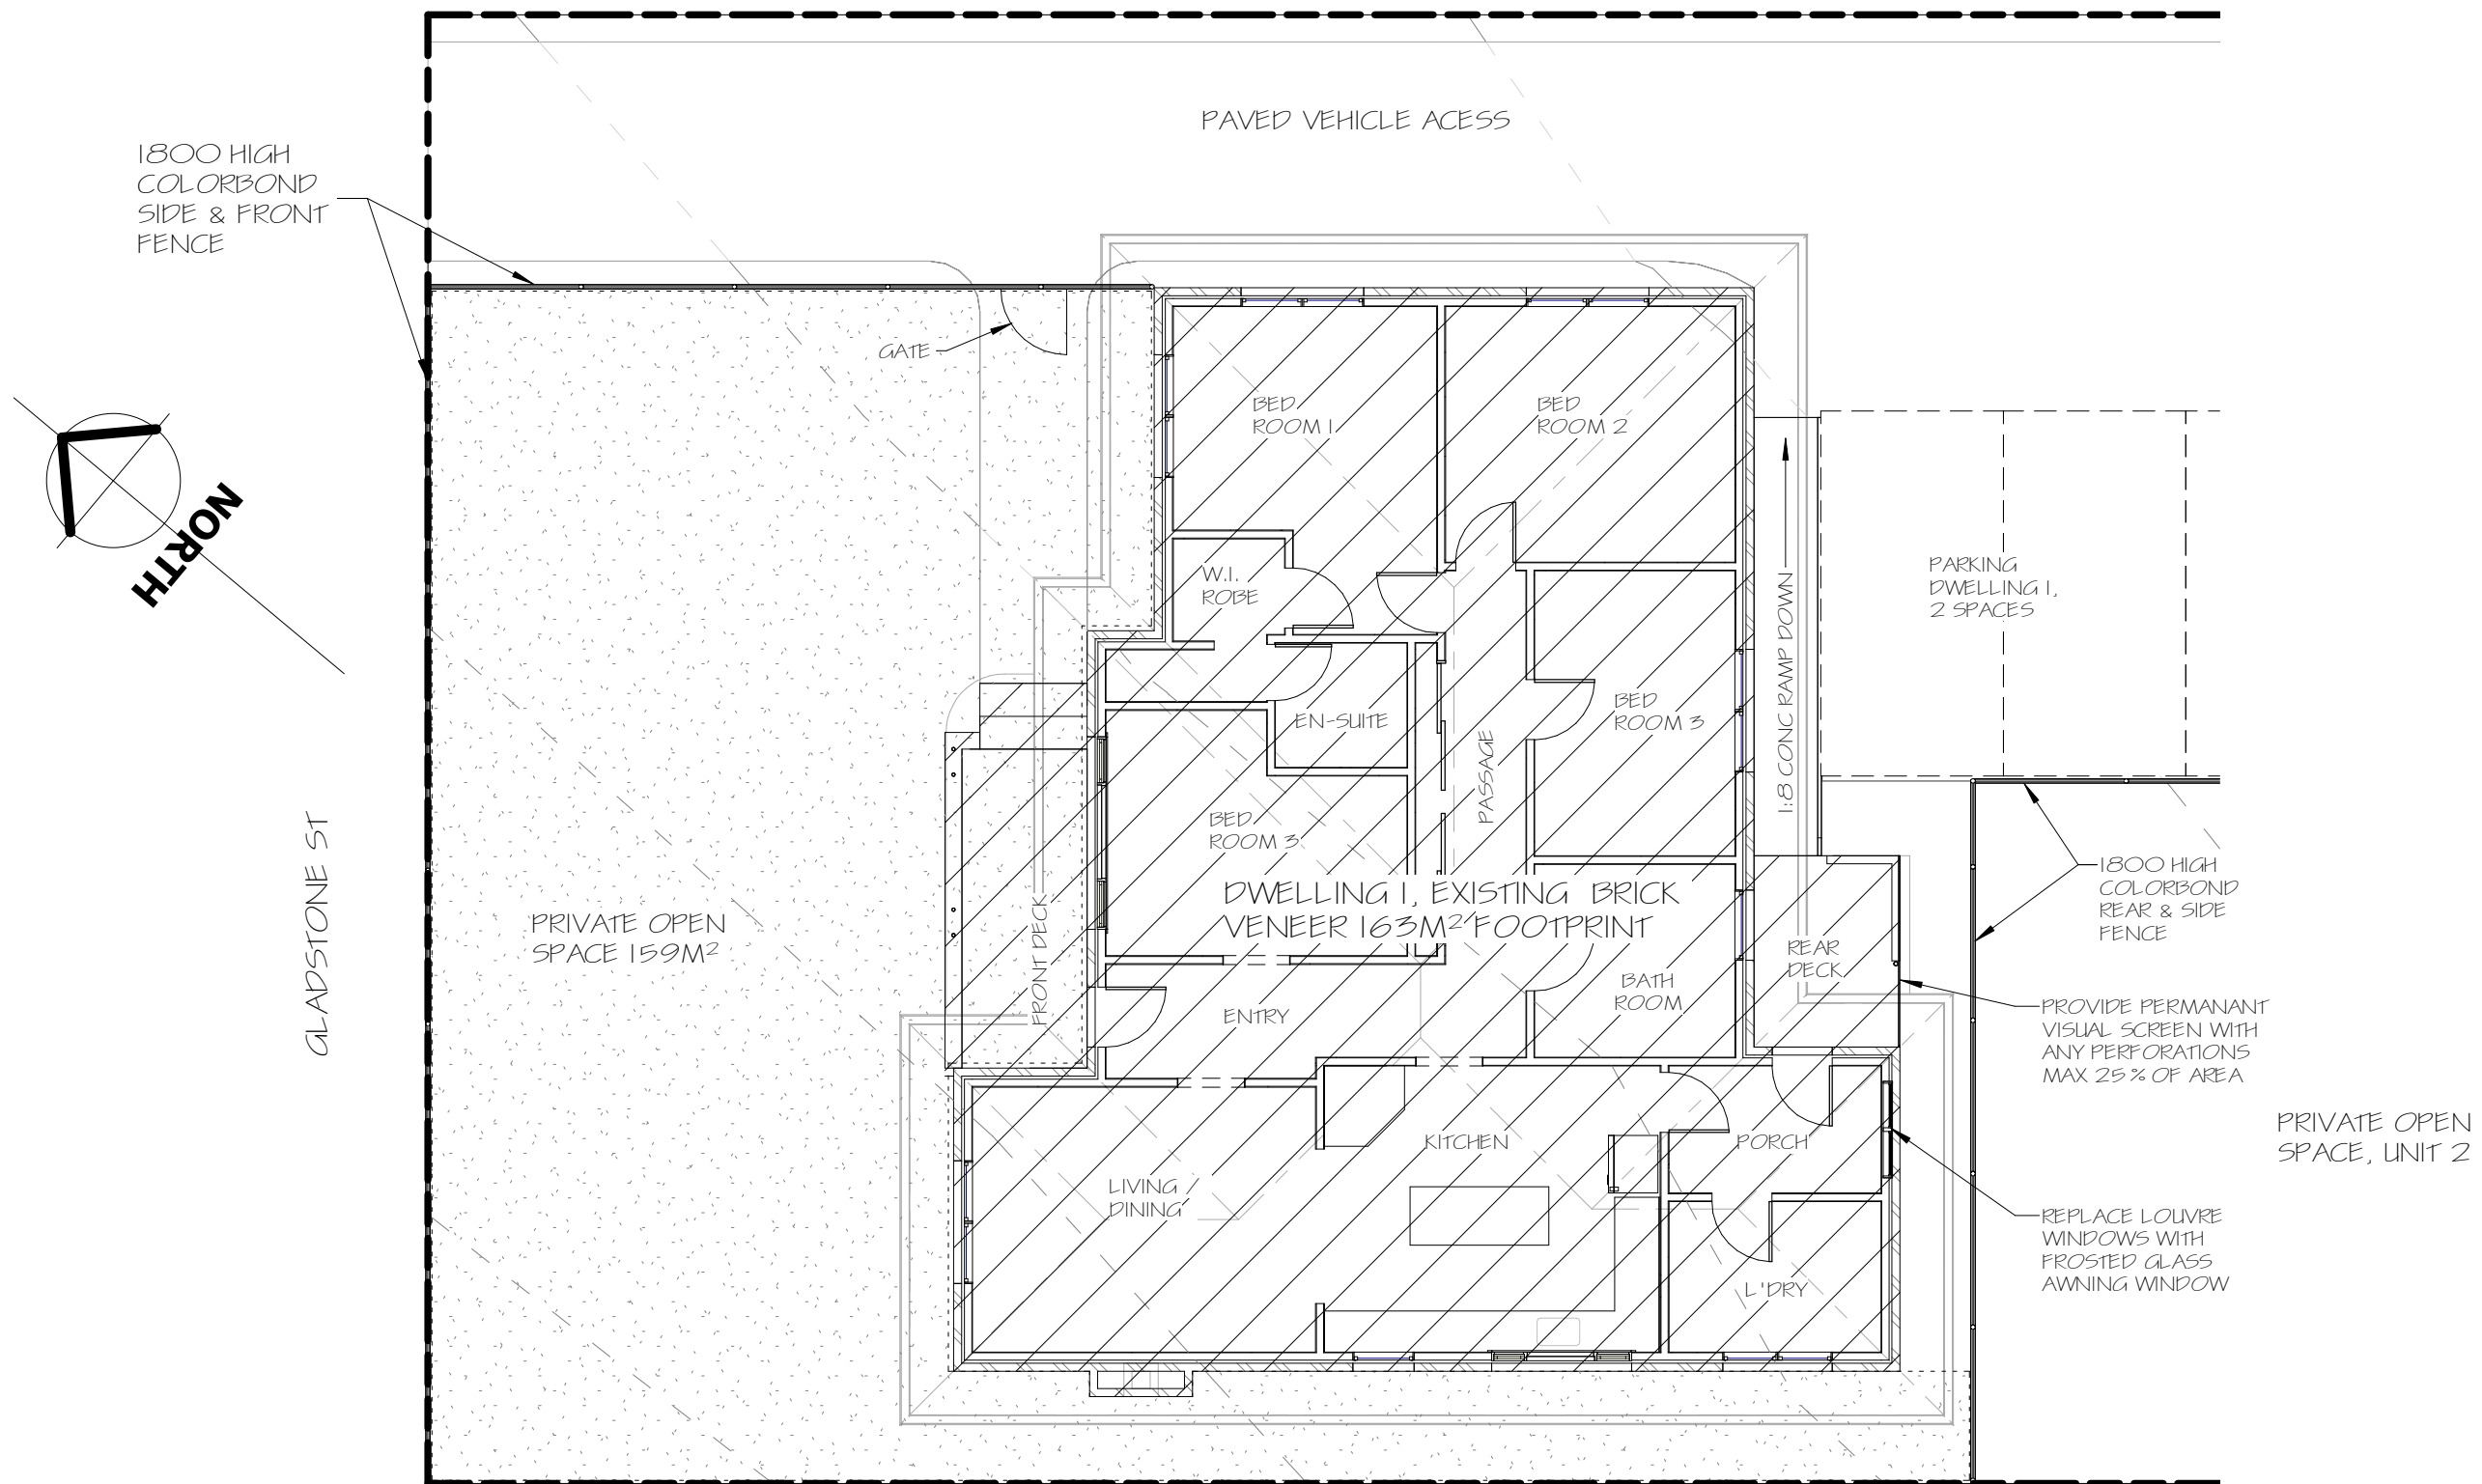 PAVED VEHICLE ACESS
1800 HIGH
COLORBOND
SIDE & FRONT
FENCE
GATE
NORTH
BED
ROOM 1
BED
ROOM 2
W.I.
ROBE
PARKING
DWELLING 1,
2 SPACES
1:8 CONC RAMP DOWN
EN-SUITE
PASSAGE
BED
ROOM 3
BED
ROOM 3
DWELLING 1, EXISTING BRICK
VENEER 163M² FOOTPRINT
GLADSTONE ST
PRIVATE OPEN
SPACE 159M²
FRONT DECK
ENTRY
BATH
ROOM
REAR
DECK
1800 HIGH
COLORBOND
REAR & SIDE
FENCE
PROVIDE PERMANANT
VISUAL SCREEN WITH
ANY PERFORATIONS
MAX 25% OF AREA
PRIVATE OPEN
SPACE, UNIT 2
KITCHEN
PORCH
LIVING
DINING
L'DRY
REPLACE LOUVRE
WINDOWS WITH
FROSTED GLASS
AWNING WINDOW